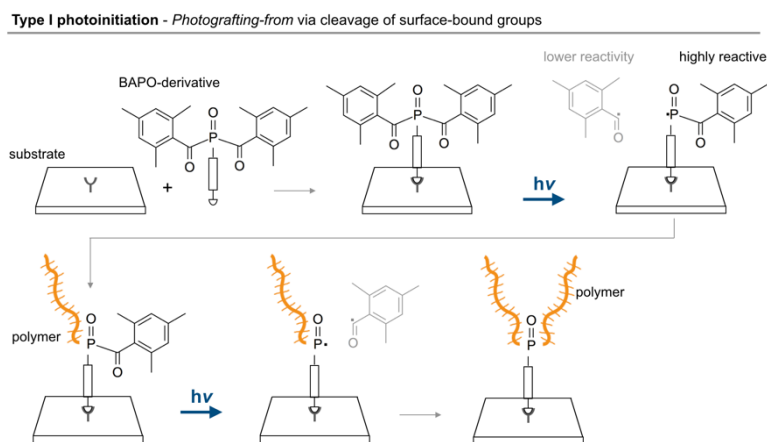 Type I photoinitiation - Photografting-from via cleavage of surface-bound groups
lower reactivity
highly reactive
BAPO-derivative
O
P
O
O
substrate
+
O
P
O
O
O
hν
O
P
O
polymer
O
P
O
hν
O
P
O
polymer
O
P